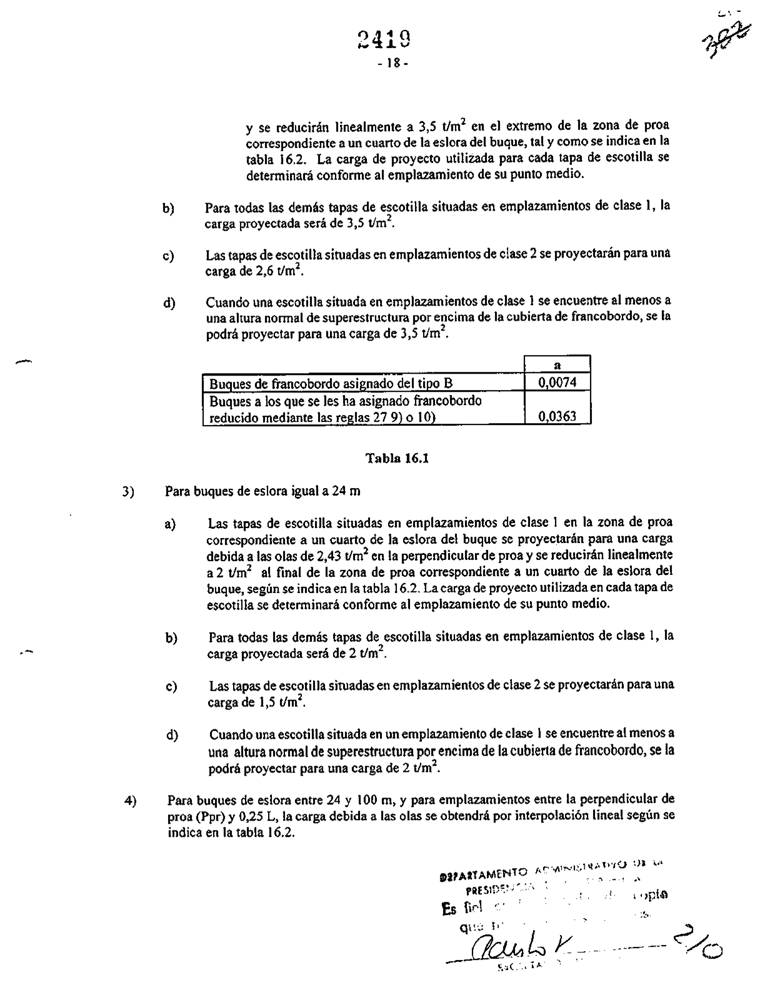 2419
- 18 -
382
y se reducirán linealmente a 3,5 t/m² en el extremo de la zona de proa
correspondiente a un cuarto de la eslora del buque, tal y como se indica en la
tabla 16.2. La carga de proyecto utilizada para cada tapa de escotilla se
determinará conforme al emplazamiento de su punto medio.
b) Para todas las demás tapas de escotilla situadas en emplazamientos de clase 1, la
carga proyectada será de 3,5 t/m².
c) Las tapas de escotilla situadas en emplazamientos de clase 2 se proyectarán para una
carga de 2,6 t/m².
d) Cuando una escotilla situada en emplazamientos de clase 1 se encuentre al menos a
una altura normal de superestructura por encima de la cubierta de francobordo, se la
podrá proyectar para una carga de 3,5 t/m².
a
Buques de francobordo asignado del tipo B 0,0074
Buques a los que se les ha asignado francobordo
reducido mediante las reglas 27 9) o 10) 0,0363
Tabla 16.1
3) Para buques de eslora igual a 24 m
a) Las tapas de escotilla situadas en emplazamientos de clase 1 en la zona de proa
correspondiente a un cuarto de la eslora del buque se proyectarán para una carga
debida a las olas de 2,43 t/m² en la perpendicular de proa y se reducirán linealmente
a 2 t/m² al final de la zona de proa correspondiente a un cuarto de la eslora del
buque, según se indica en la tabla 16.2. La carga de proyecto utilizada en cada tapa de
escotilla se determinará conforme al emplazamiento de su punto medio.
b) Para todas las demás tapas de escotilla situadas en emplazamientos de clase 1, la
carga proyectada será de 2 t/m².
c) Las tapas de escotilla situadas en emplazamientos de clase 2 se proyectarán para una
carga de 1,5 t/m².
d) Cuando una escotilla situada en un emplazamiento de clase 1 se encuentre al menos a
una altura normal de superestructura por encima de la cubierta de francobordo, se la
podrá proyectar para una carga de 2 t/m².
4) Para buques de eslora entre 24 y 100 m, y para emplazamientos entre la perpendicular de
proa (Ppr) y 0,25 L, la carga debida a las olas se obtendrá por interpolación lineal según se
indica en la tabla 16.2.
DEPARTAMENTO ADMINISTRATIVO DE LA
PRESIDENCIA
Es fiel copia
que
210